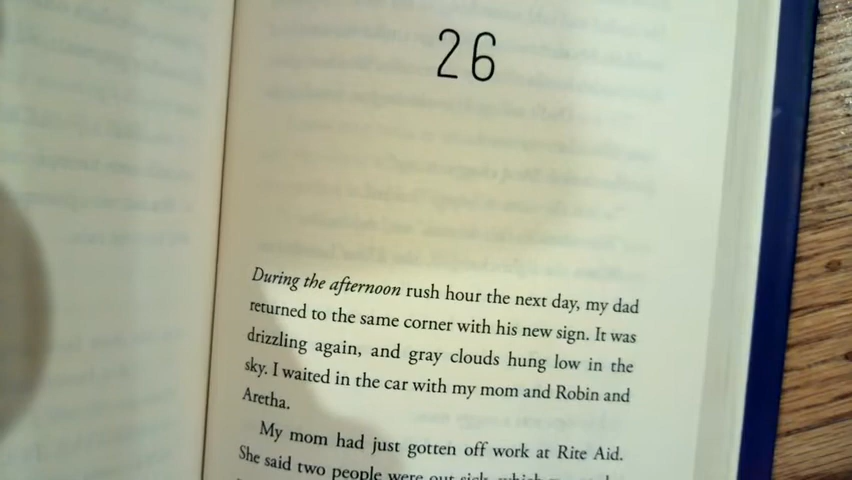 26
During the afternoon rush hour the next day, my dad
returned to the same corner with his new sign. It was
drizzling again, and gray clouds hung low in the
sky. I waited in the car with my mom and Robin and
Aretha.
My mom had just gotten off work at Rite Aid.
She said two people were out sick, which